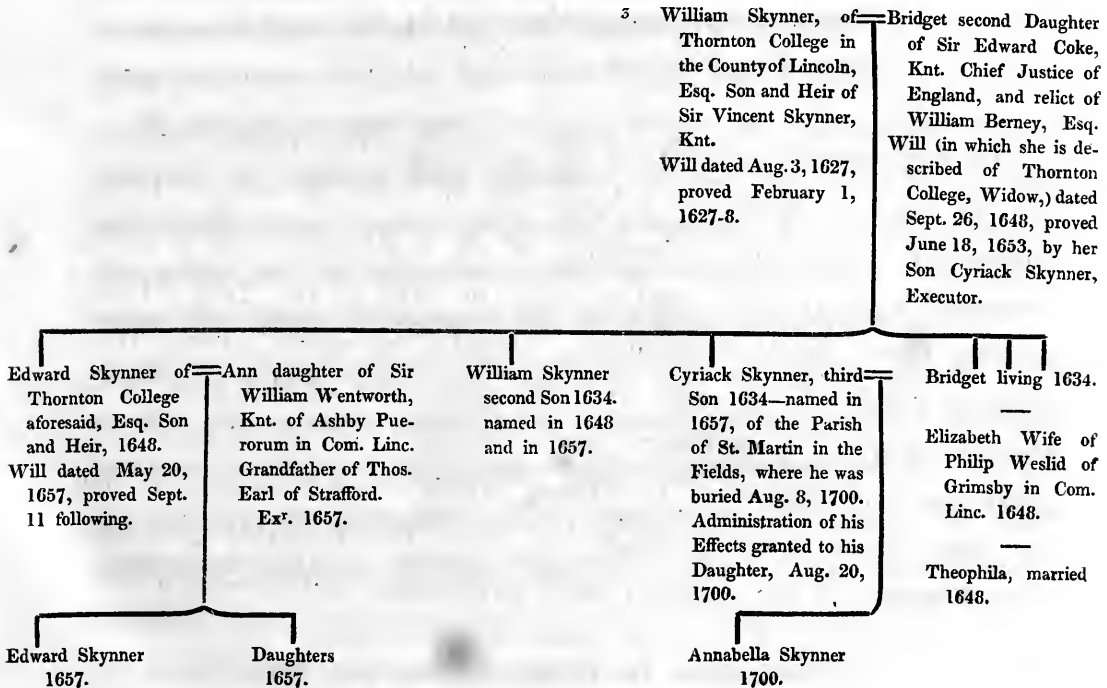 3. William Skynner, of
Thornton College in
the County of Lincoln,
Esq. Son and Heir of
Sir Vincent Skynner,
Knt.
Will dated Aug. 3, 1627,
proved February 1,
1627-8.
Bridget second Daughter
of Sir Edward Coke,
Knt. Chief Justice of
England, and relict of
William Berney, Esq.
Will (in which she is de-
scribed of Thornton
College, Widow,) dated
Sept. 26, 1648, proved
June 18, 1653, by her
Son Cyriack Skynner,
Executor.
Edward Skynner of
Thornton College
aforesaid, Esq. Son
and Heir, 1648.
Will dated May 20,
1657, proved Sept.
11 following.
Ann daughter of Sir
William Wentworth,
Knt. of Ashby Pue-
rorum in Com. Linc.
Grandfather of Thos.
Earl of Strafford.
Exr. 1657.
William Skynner
second Son 1634.
named in 1648
and in 1657.
Cyriack Skynner, third
Son 1634—named in
1657, of the Parish
of St. Martin in the
Fields, where he was
buried Aug. 8, 1700.
Administration of his
Effects granted to his
Daughter, Aug. 20,
1700.
Bridget living 1634.
Elizabeth Wife of
Philip Weslid of
Grimsby in Com.
Linc. 1648.
Theophila, married
1648.
Edward Skynner
1657.
Daughters
1657.
Annabella Skynner
1700.